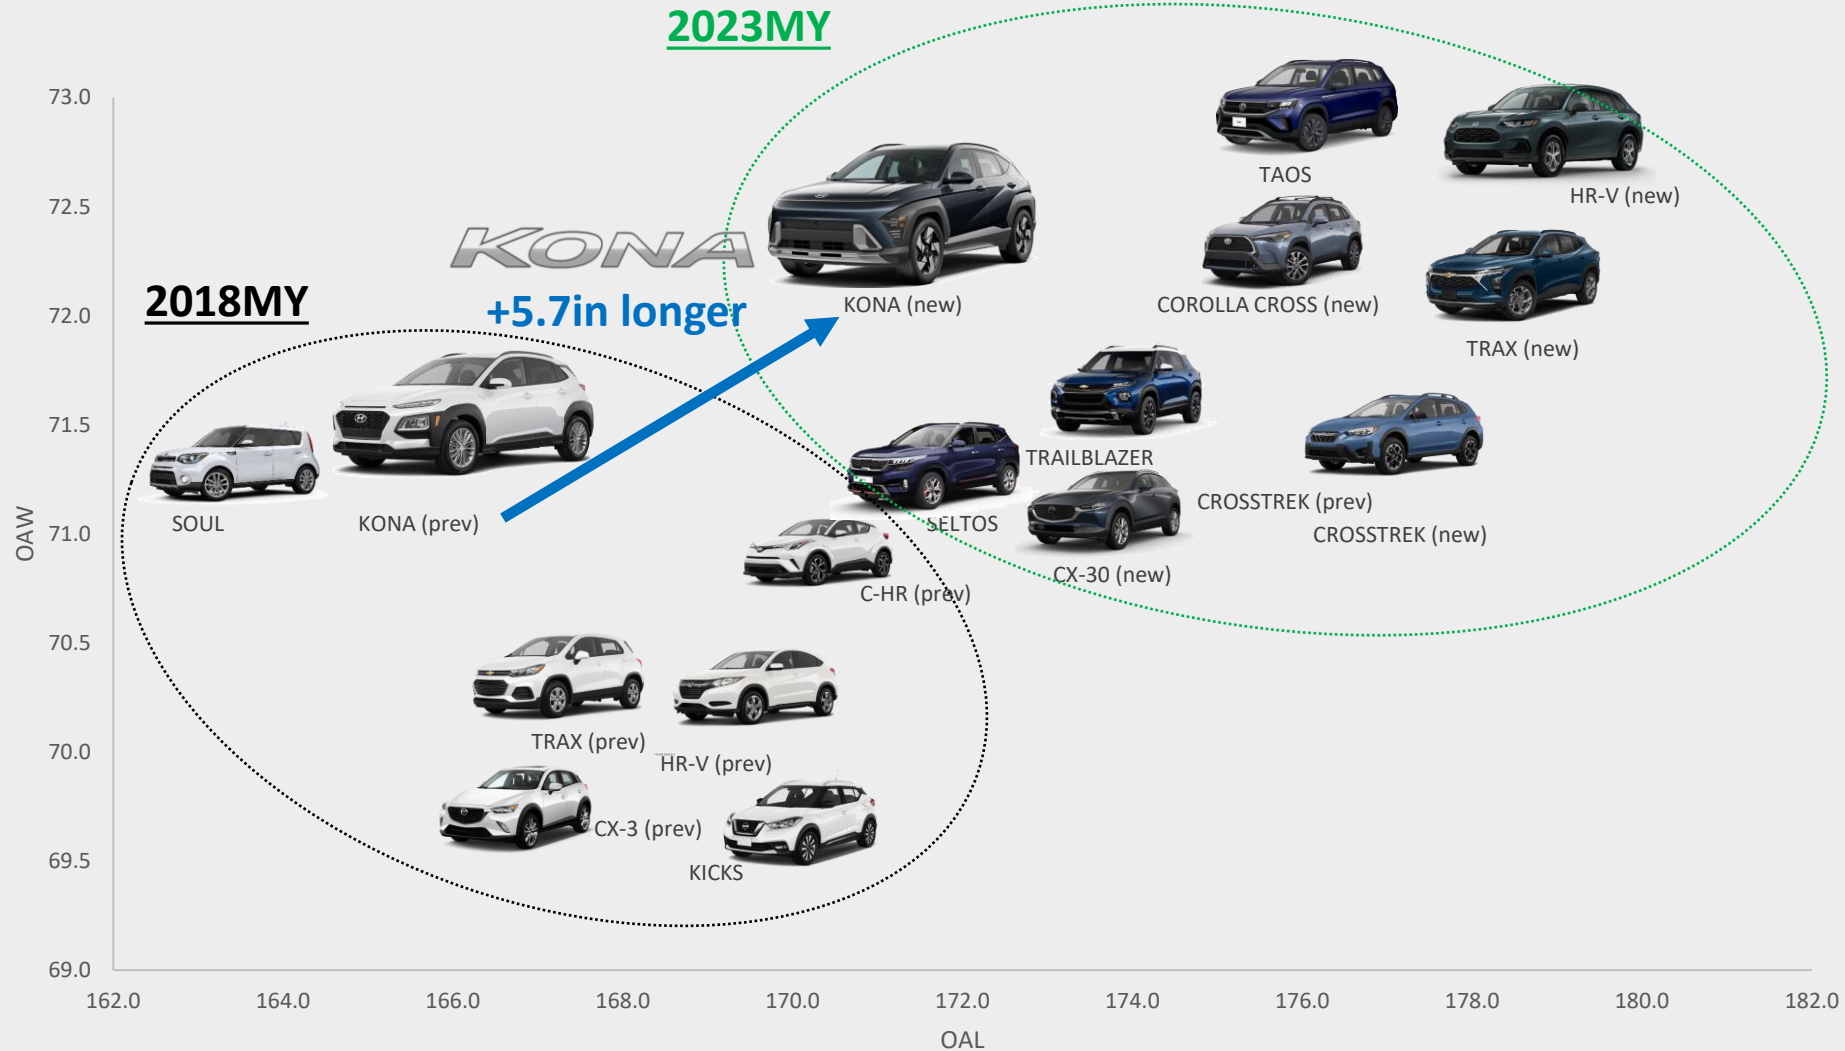 2023MY
73.0
TAOS
HR-V (new)
72.5
KONA
2018MY
+5.7in longer
KONA (new)
COROLLA CROSS (new)
72.0
TRAX (new)
71.5
TRAILBLAZER
CROSSTREK (prev)
SOUL
KONA (prev)
SELTOS
CROSSTREK (new)
71.0
OAW
CX-30 (new)
C-HR (prev)
70.5
TRAX (prev)
HR-V (prev)
70.0
CX-3 (prev)
KICKS
69.5
69.0
162.0 164.0 166.0 168.0 170.0 172.0 174.0 176.0 178.0 180.0 182.0
OAL